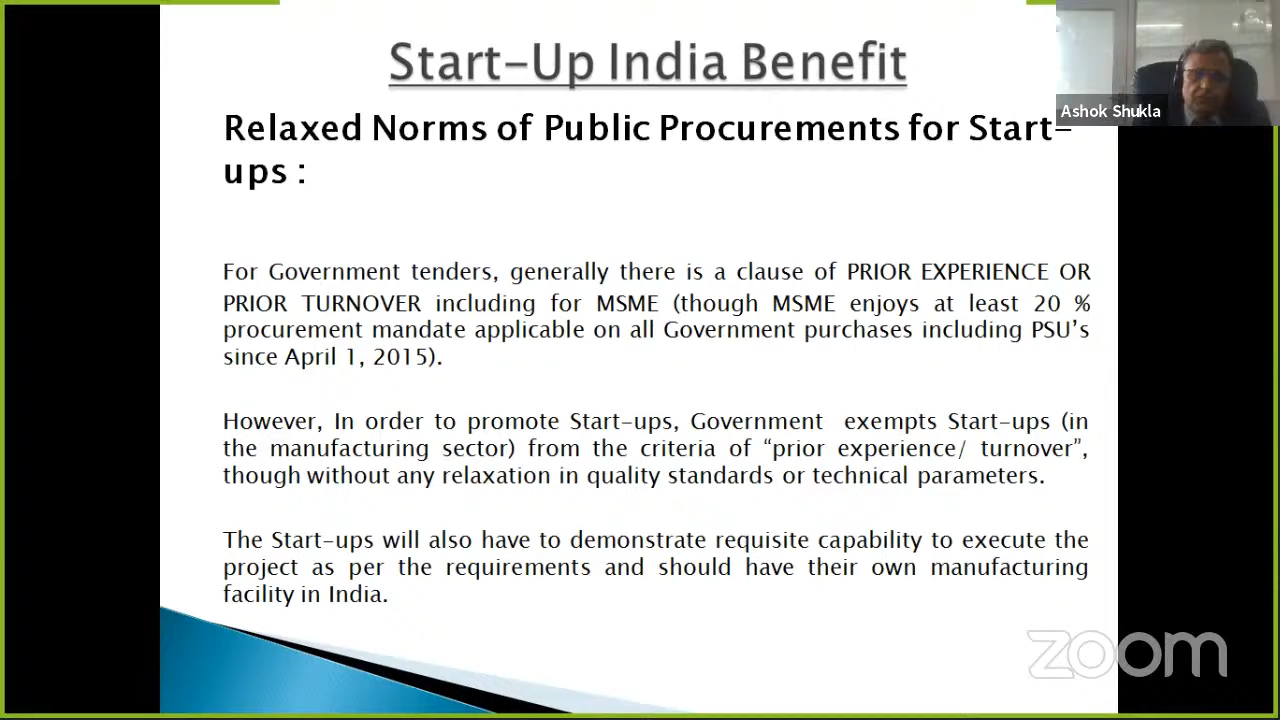 Start-Up India Benefit
Ashok Shukla
Relaxed Norms of Public Procurements for Start-
ups :
For Government tenders, generally there is a clause of PRIOR EXPERIENCE OR
PRIOR TURNOVER including for MSME (though MSME enjoys at least 20 %
procurement mandate applicable on all Government purchases including PSU’s
since April 1, 2015).
However, In order to promote Start-ups, Government exempts Start-ups (in
the manufacturing sector) from the criteria of “prior experience/ turnover”,
though without any relaxation in quality standards or technical parameters.
The Start-ups will also have to demonstrate requisite capability to execute the
project as per the requirements and should have their own manufacturing
facility in India.
zoom